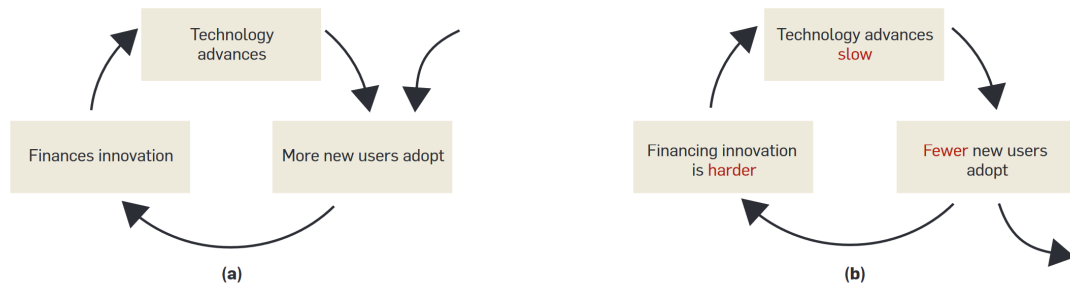 Technology
advances
Finances innovation
More new users adopt
(a)
Technology advances
slow
Financing innovation
is harder
Fewer new users
adopt
(b)